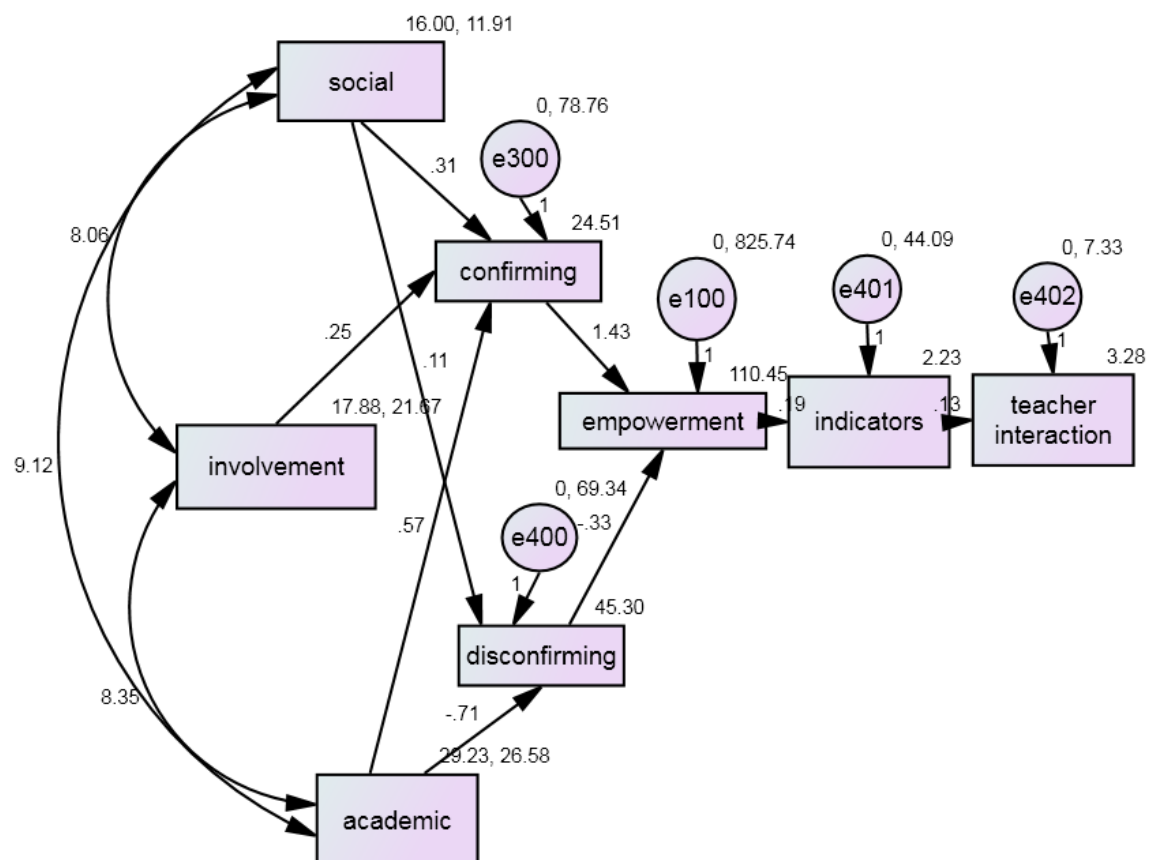 16.00, 11.91
social
0, 78.76
e300
.31
1
24.51
8.06
confirming
0, 825.74
0, 44.09
0, 7.33
e100
e401
e402
.25
1.43
1
1
1
.11
110.45
2.23
3.28
17.88, 21.67
.19
.13
empowerment
indicators
teacher
interaction
involvement
9.12
0, 69.34
.57
-.33
e400
1
45.30
disconfirming
8.35
-.71
29.23, 26.58
academic